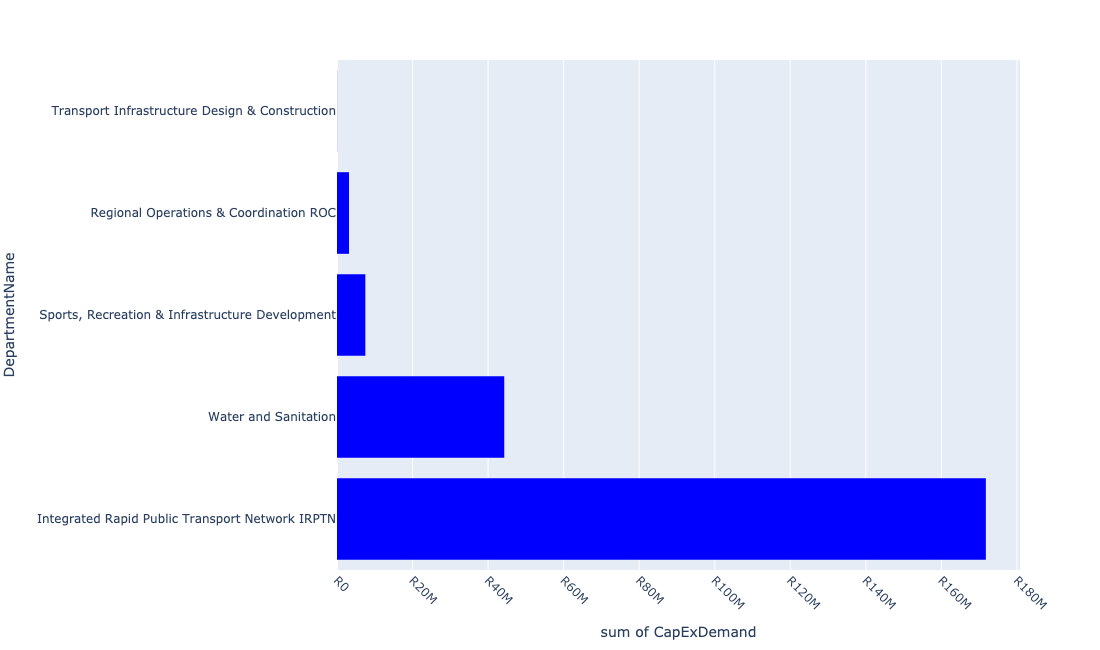 Transport Infrastructure Design & Construction
Regional Operations & Coordination ROC
Sports, Recreation & Infrastructure Development
Water and Sanitation
Integrated Rapid Public Transport Network IRPTN
DepartmentName
R0
R20M
R40M
R60M
R80M
R100M
R120M
R140M
R160M
R180M
sum of CapExDemand